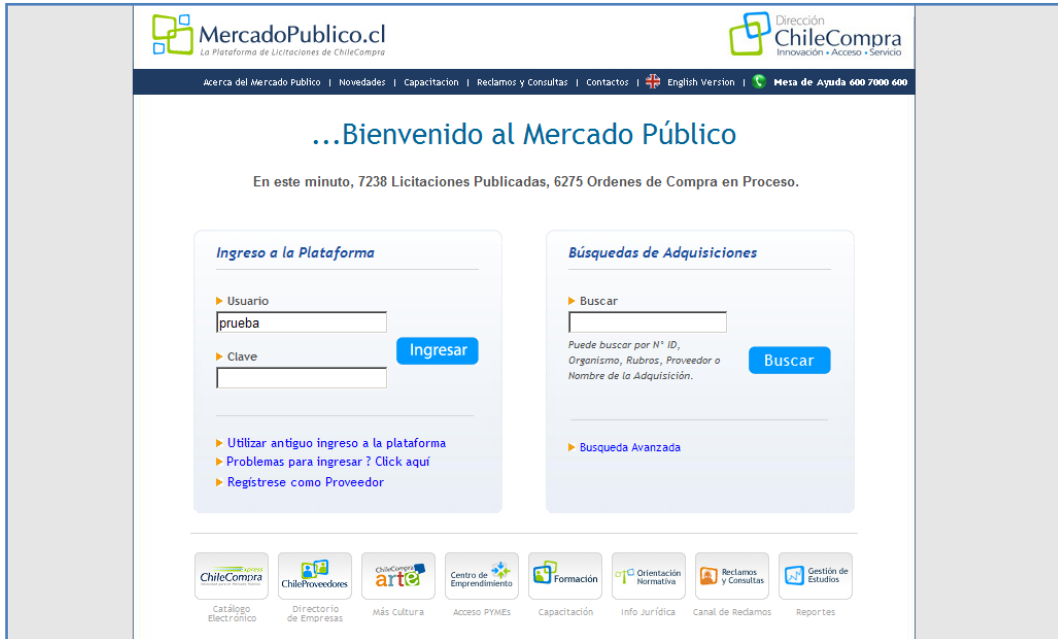 MercadoPublico.cl
La Plataforma de Licitaciones de ChileCompra
Dirección
ChileCompra
Innovación • Acceso • Servicio
Acerca del Mercado Publico | Novedades | Capacitacion | Reclamos y Consultas | Contactos | English Version | Mesa de Ayuda 600 7000 600
...Bienvenido al Mercado Público
En este minuto, 7238 Licitaciones Publicadas, 6275 Ordenes de Compra en Proceso.
Ingreso a la Plataforma
Usuario
prueba
Clave
Ingresar
Utilizar antiguo ingreso a la plataforma
Problemas para ingresar ? Click aquí
Regístrese como Proveedor
Búsquedas de Adquisiciones
Buscar
Puede buscar por N° ID,
Organismo, Rubros, Proveedor o
Nombre de la Adquisición.
Buscar
Busqueda Avanzada
ChileCompra
Express
Catálogo
Electrónico
ChileProveedores
Directorio
de Empresas
ChileCompra
arte
Más Cultura
Centro de
Emprendimiento
Acceso PYMEs
Formación
Capacitación
Orientación
Normativa
Info Jurídica
Reclamos
y Consultas
Canal de Reclamos
Gestión de
Estudios
Reportes